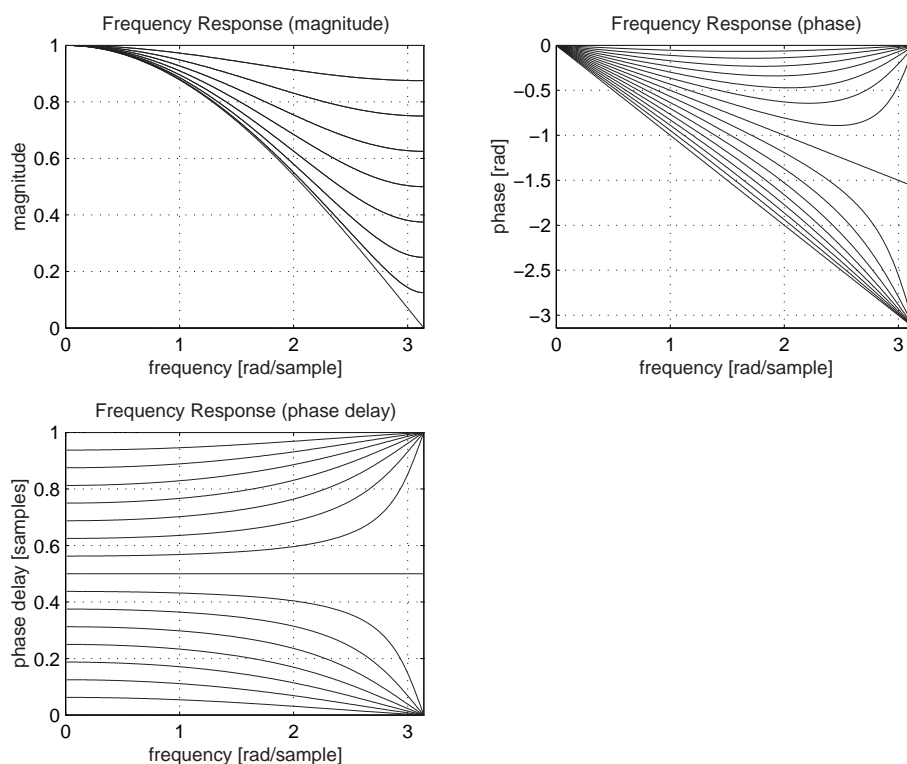 Frequency Response (magnitude)
1
0.8
0.6
0.4
0.2
0
magnitude
0 1 2 3
frequency [rad/sample]
Frequency Response (phase)
0
−0.5
−1
−1.5
−2
−2.5
−3
phase [rad]
0 1 2 3
frequency [rad/sample]
Frequency Response (phase delay)
1
0.8
0.6
0.4
0.2
0
phase delay [samples]
0 1 2 3
frequency [rad/sample]